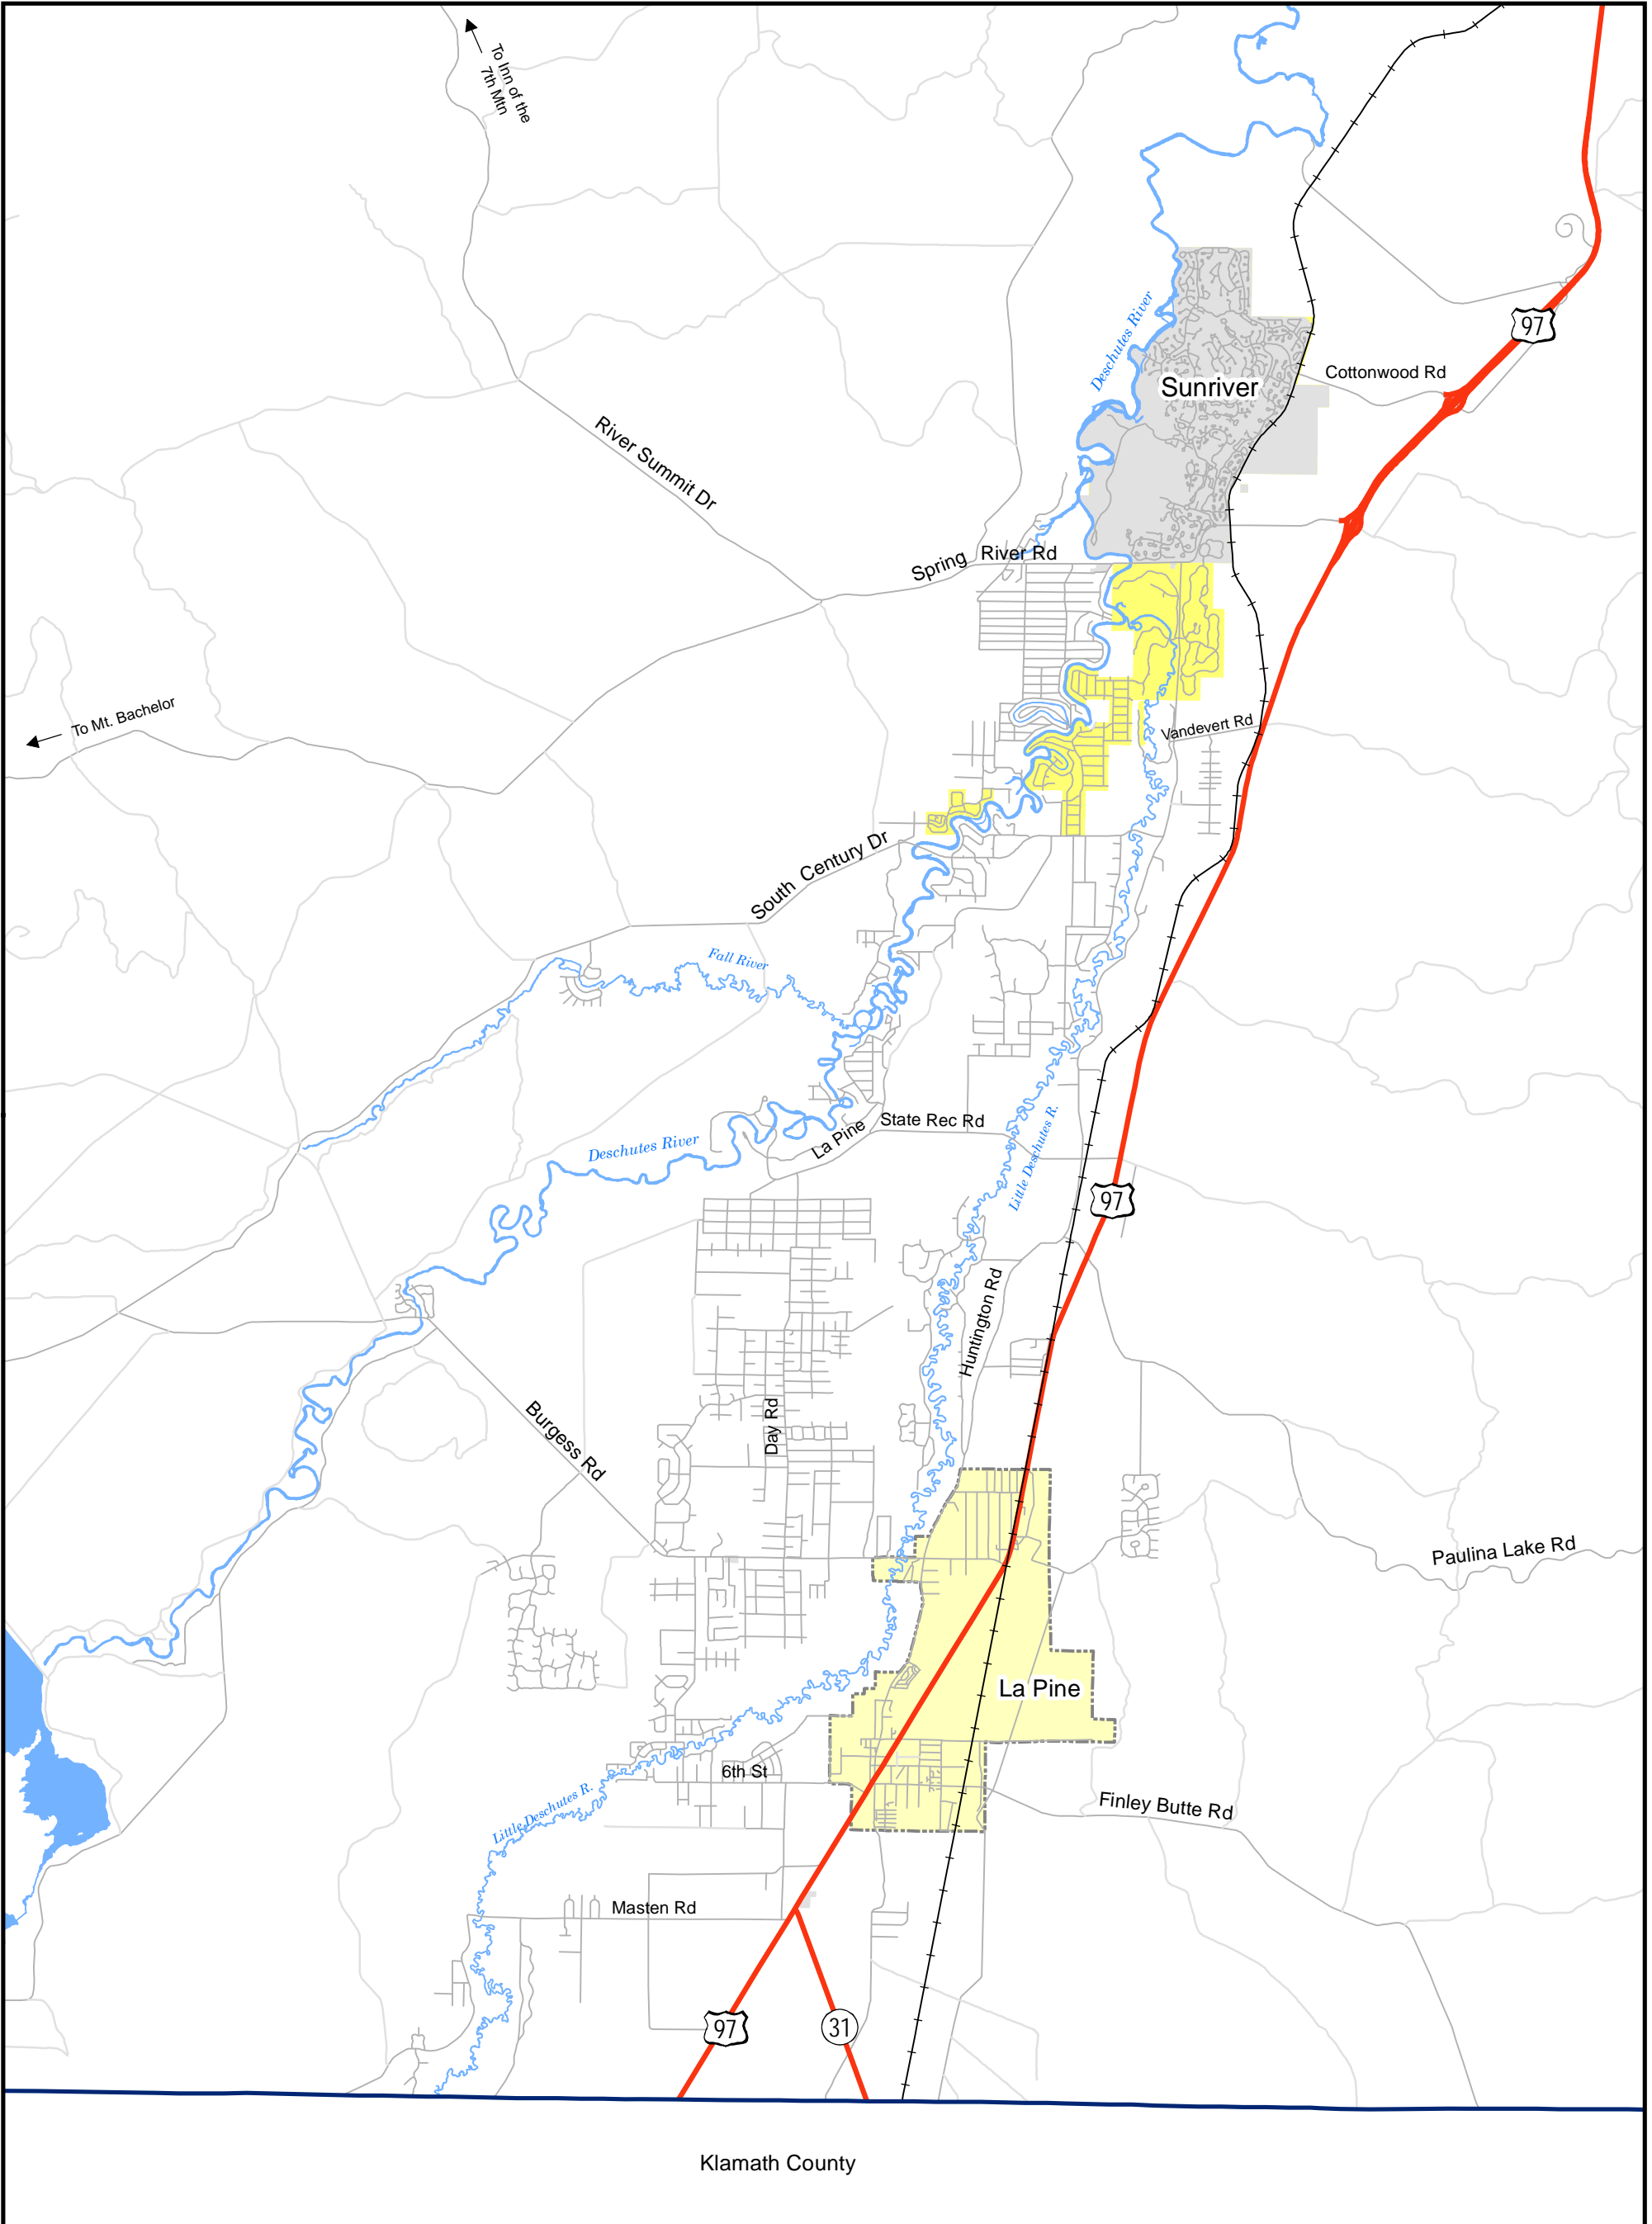 To Inn of the
7th Mtn
97
Deschutes River
Cottonwood Rd
Sunriver
River Summit Dr
Spring River Rd
To Mt. Bachelor
Vandevert Rd
South Century Dr
Fall River
La Pine State Rec Rd
Deschutes River
Little Deschutes R.
97
Huntington Rd
Day Rd
Burgess Rd
Paulina Lake Rd
La Pine
6th St
Finley Butte Rd
Little Deschutes R.
Masten Rd
97
31
Klamath County